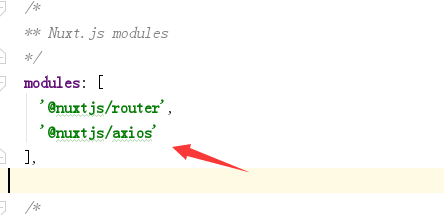 /*
** Nuxt.js modules
*/
modules: [
'@nuxtjs/router',
'@nuxtjs/axios'
],
/*